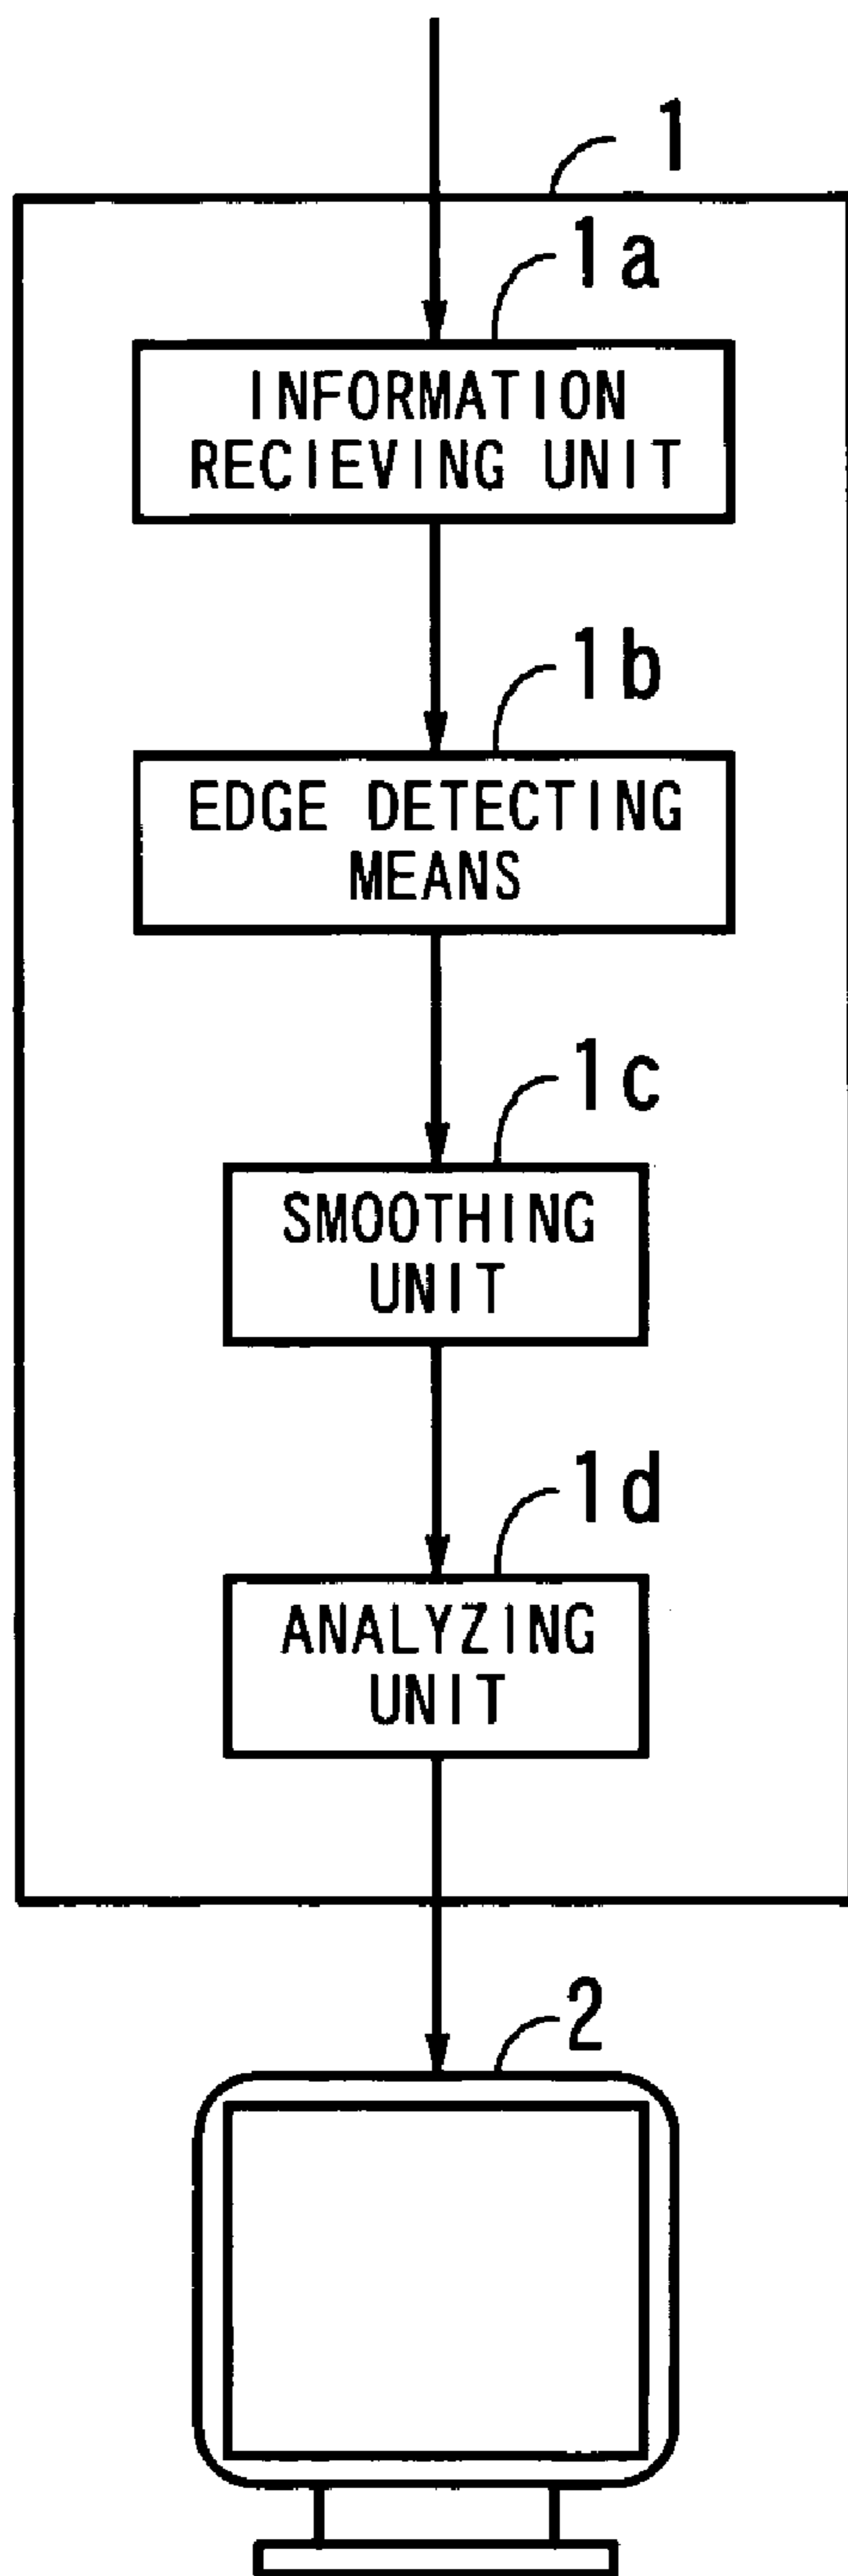 1
1a
INFORMATION
RECIEVING UNIT
1b
EDGE DETECTING
MEANS
1c
SMOOTHING
UNIT
1d
ANALYZING
UNIT
2